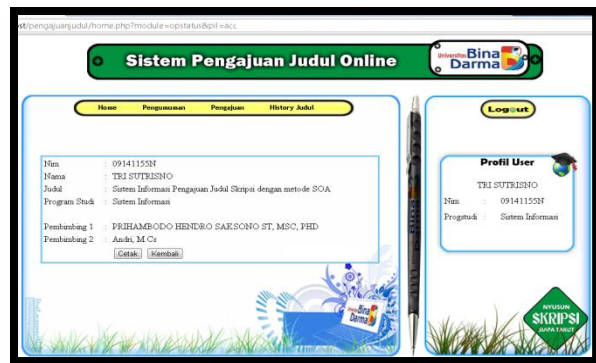 st/pengajuanjudul/home.php?module=opstatus&pil=acc
Sistem Pengajuan Judul Online
Universitas Bina
Darma
Home Pengumuman Pengajuan History Judul
Logout
Nim : 09141155N
Nama : TRI SUTRISNO
Judul : Sistem Informasi Pengajuan Judul Skripsi dengan metode SOA
Program Studi : Sistem Informasi
Pembimbing 1 : PRIHAMBODO HENDRO SAKSONO ST, MSC, PHD
Pembimbing 2 : Andri, M.Cs
Cetak Kembali
Profil User
TRI SUTRISNO
Nim : 09141155N
Progstudi : Sistem Informasi
Bina
Darma
NYUSUN
SKRIPSI
SIAPA TAKUT